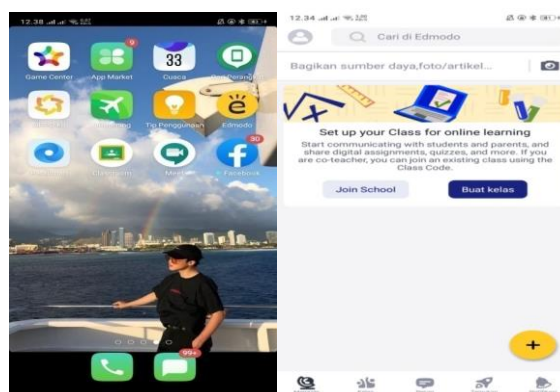 12.38
Game Center
App Market
33
Cuaca
9
Tip Penggunaan
Edmodo
ë
Classroom
Meet
Facebook
30
99+
12.34
Cari di Edmodo
Bagikan sumber daya,foto/artikel...
Set up your Class for online learning
Start communicating with students and parents, and
share digital assignments, quizzes, and more. If you
are co-teacher, you can join an existing class using the
Class Code.
Join School
Buat kelas